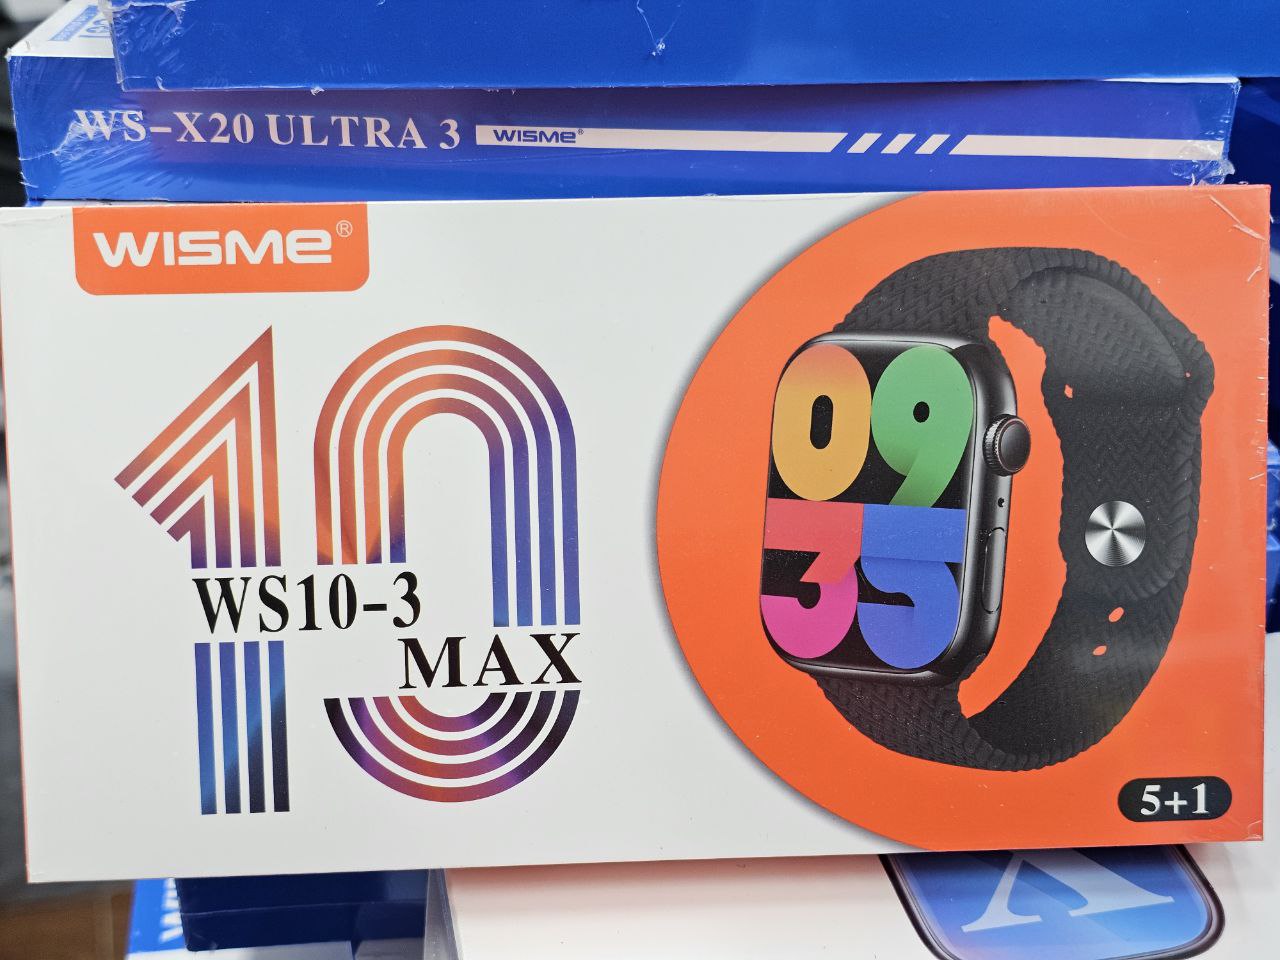 WS-X20 ULTRA 3 WISME®
WISME®
10
WS10-3
MAX
09
35
5+1
X